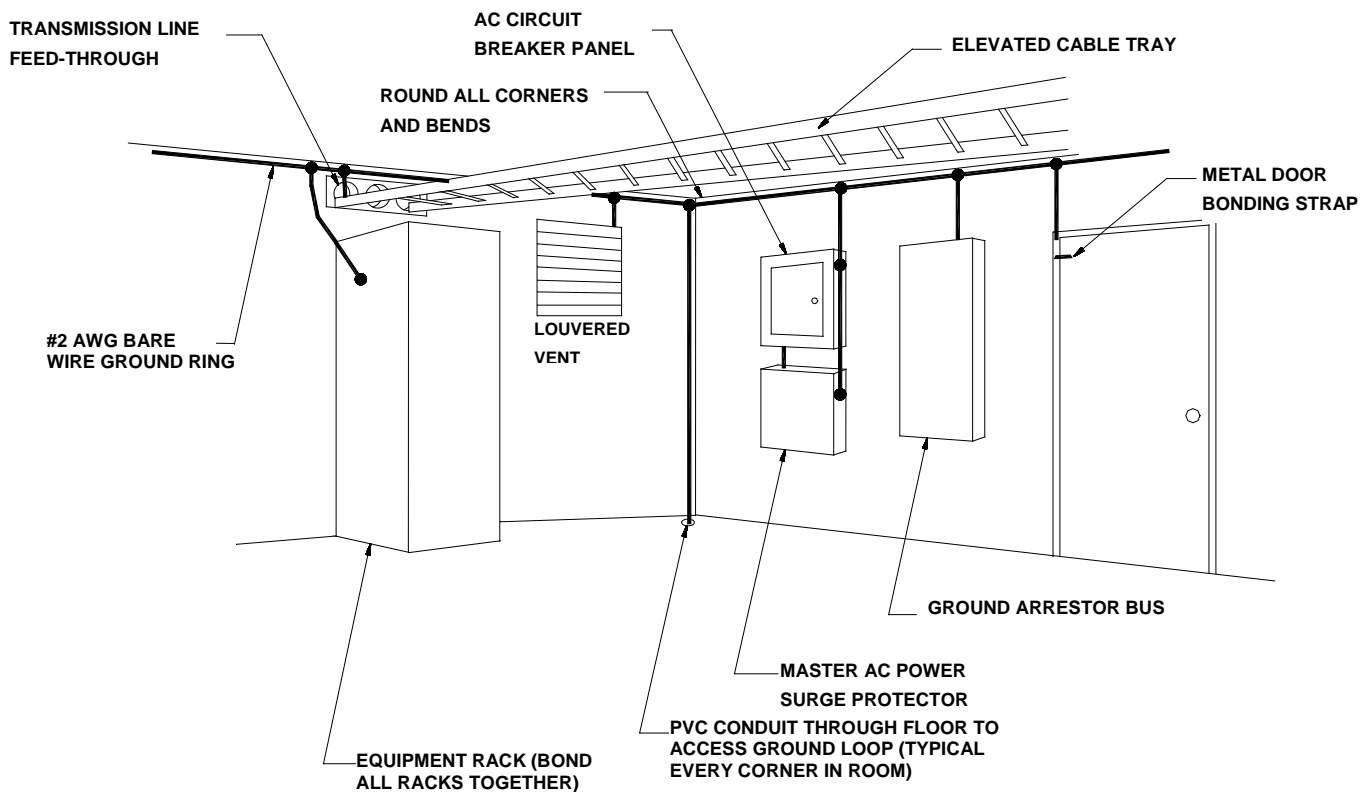 TRANSMISSION LINE
FEED-THROUGH
AC CIRCUIT
BREAKER PANEL
ELEVATED CABLE TRAY
ROUND ALL CORNERS
AND BENDS
METAL DOOR
BONDING STRAP
#2 AWG BARE
WIRE GROUND RING
LOUVERED
VENT
GROUND ARRESTOR BUS
MASTER AC POWER
SURGE PROTECTOR
PVC CONDUIT THROUGH FLOOR TO
ACCESS GROUND LOOP (TYPICAL
EVERY CORNER IN ROOM)
EQUIPMENT RACK (BOND
ALL RACKS TOGETHER)